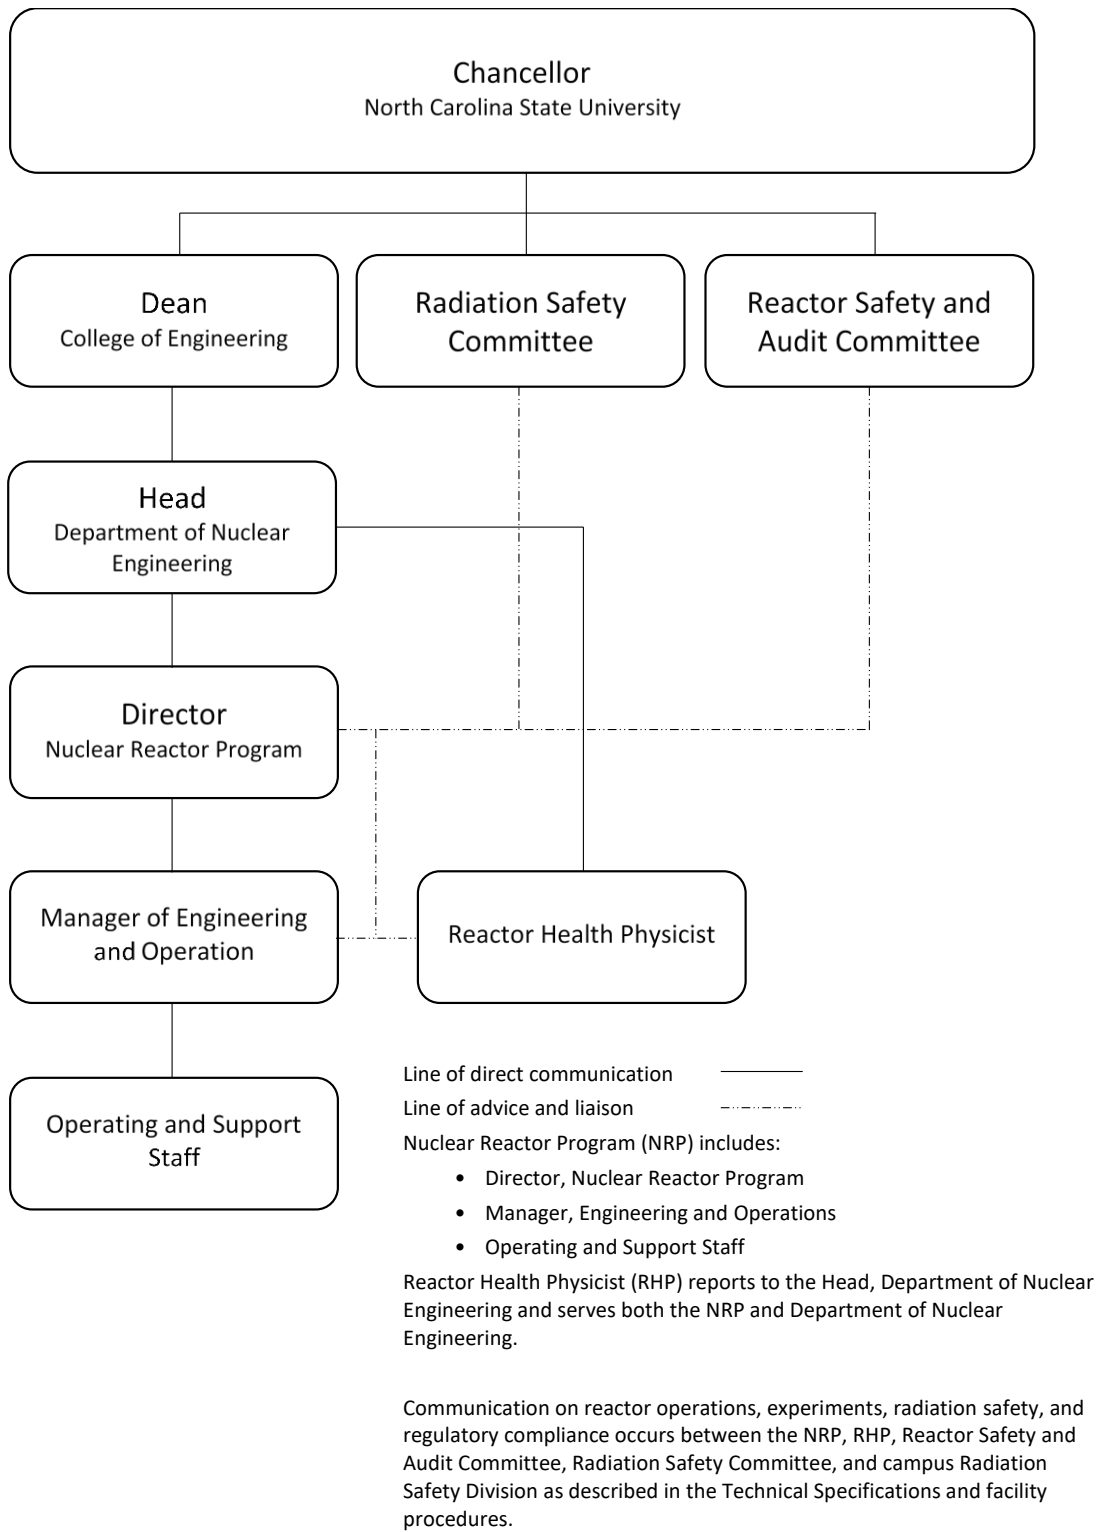 Chancellor
North Carolina State University
Dean
College of Engineering
Radiation Safety
Committee
Reactor Safety and
Audit Committee
Head
Department of Nuclear
Engineering
Director
Nuclear Reactor Program
Manager of Engineering
and Operation
Reactor Health Physicist
Operating and Support
Staff
Line of direct communication
Line of advice and liaison
Nuclear Reactor Program (NRP) includes:
• Director, Nuclear Reactor Program
• Manager, Engineering and Operations
• Operating and Support Staff
Reactor Health Physicist (RHP) reports to the Head, Department of Nuclear
Engineering and serves both the NRP and Department of Nuclear
Engineering.
Communication on reactor operations, experiments, radiation safety, and
regulatory compliance occurs between the NRP, RHP, Reactor Safety and
Audit Committee, Radiation Safety Committee, and campus Radiation
Safety Division as described in the Technical Specifications and facility
procedures.